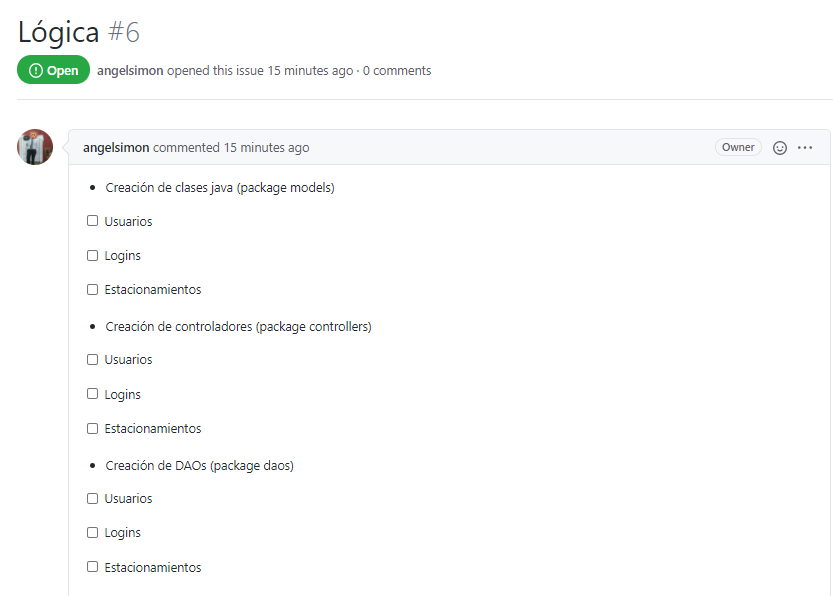 Lógica #6
Open angelsimon opened this issue 15 minutes ago · 0 comments
angelsimon commented 15 minutes ago Owner
• Creación de clases java (package models)
Usuarios
Logins
Estacionamientos
• Creación de controladores (package controllers)
Usuarios
Logins
Estacionamientos
• Creación de DAOs (package daos)
Usuarios
Logins
Estacionamientos